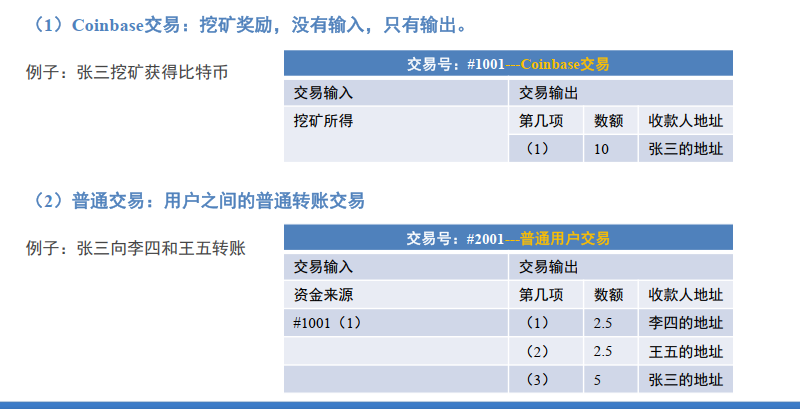 （1）Coinbase交易：挖矿奖励，没有输入，只有输出。
例子：张三挖矿获得比特币
交易号：#1001---Coinbase交易
交易输入 交易输出
挖矿所得 第几项 数额 收款人地址
（1） 10 张三的地址
（2）普通交易：用户之间的普通转账交易
例子：张三向李四和王五转账
交易号：#2001---普通用户交易
交易输入 交易输出
资金来源 第几项 数额 收款人地址
#1001（1） （1） 2.5 李四的地址
（2） 2.5 王五的地址
（3） 5 张三的地址